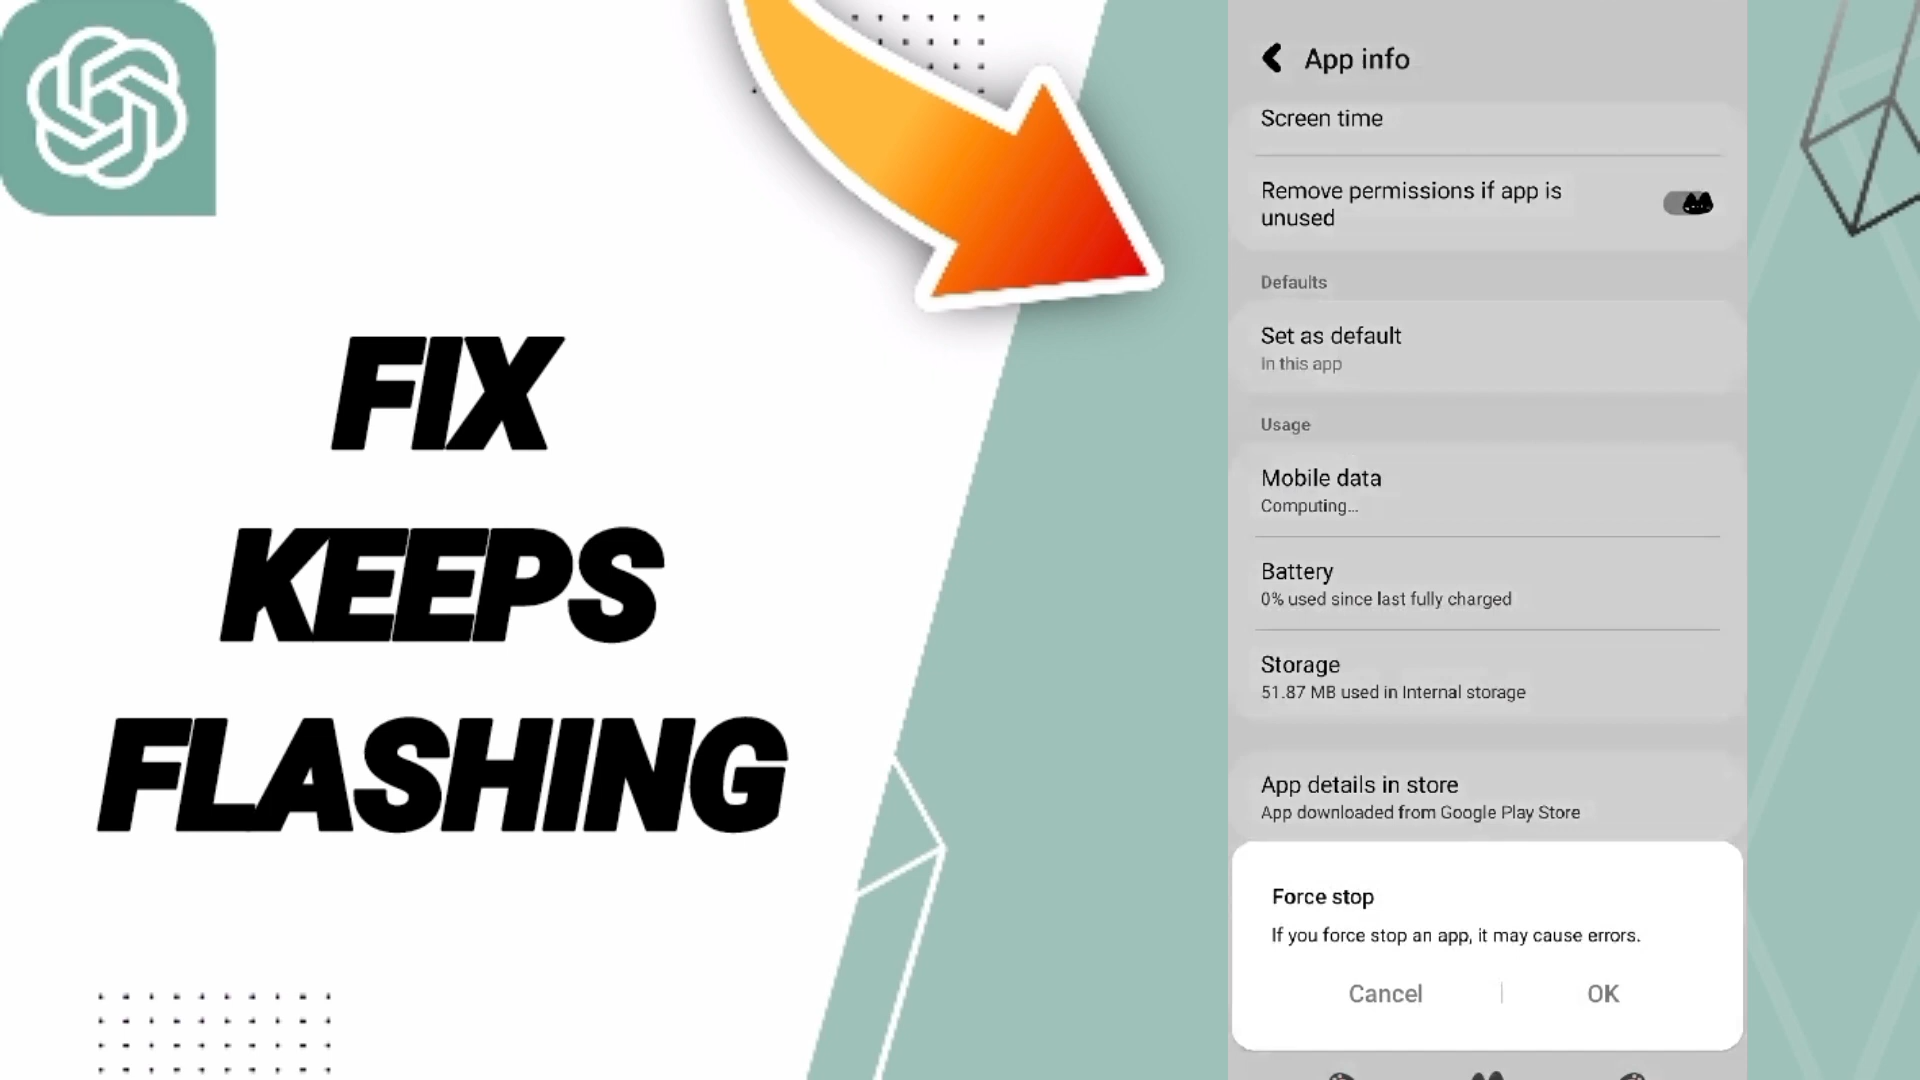 FIX
KEEPS
FLASHING
App info
Screen time
Remove permissions if app is
unused
Defaults
Set as default
In this app
Usage
Mobile data
Computing...
Battery
0% used since last fully charged
Storage
51.87 MB used in Internal storage
App details in store
App downloaded from Google Play Store
Force stop
If you force stop an app, it may cause errors.
Cancel
OK